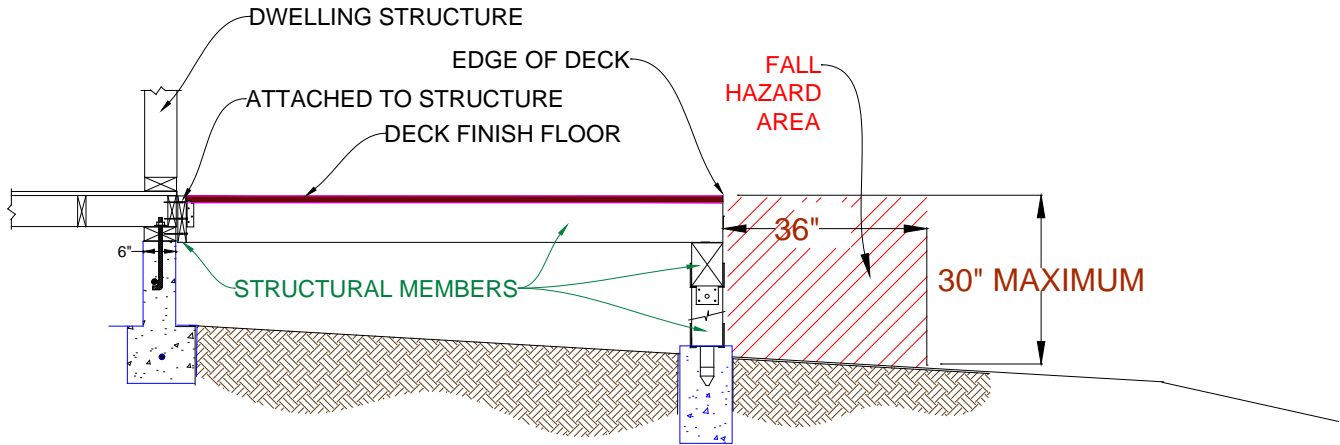 DWELLING STRUCTURE
EDGE OF DECK
FALL
HAZARD
AREA
ATTACHED TO STRUCTURE
DECK FINISH FLOOR
36"
6"
STRUCTURAL MEMBERS
30" MAXIMUM